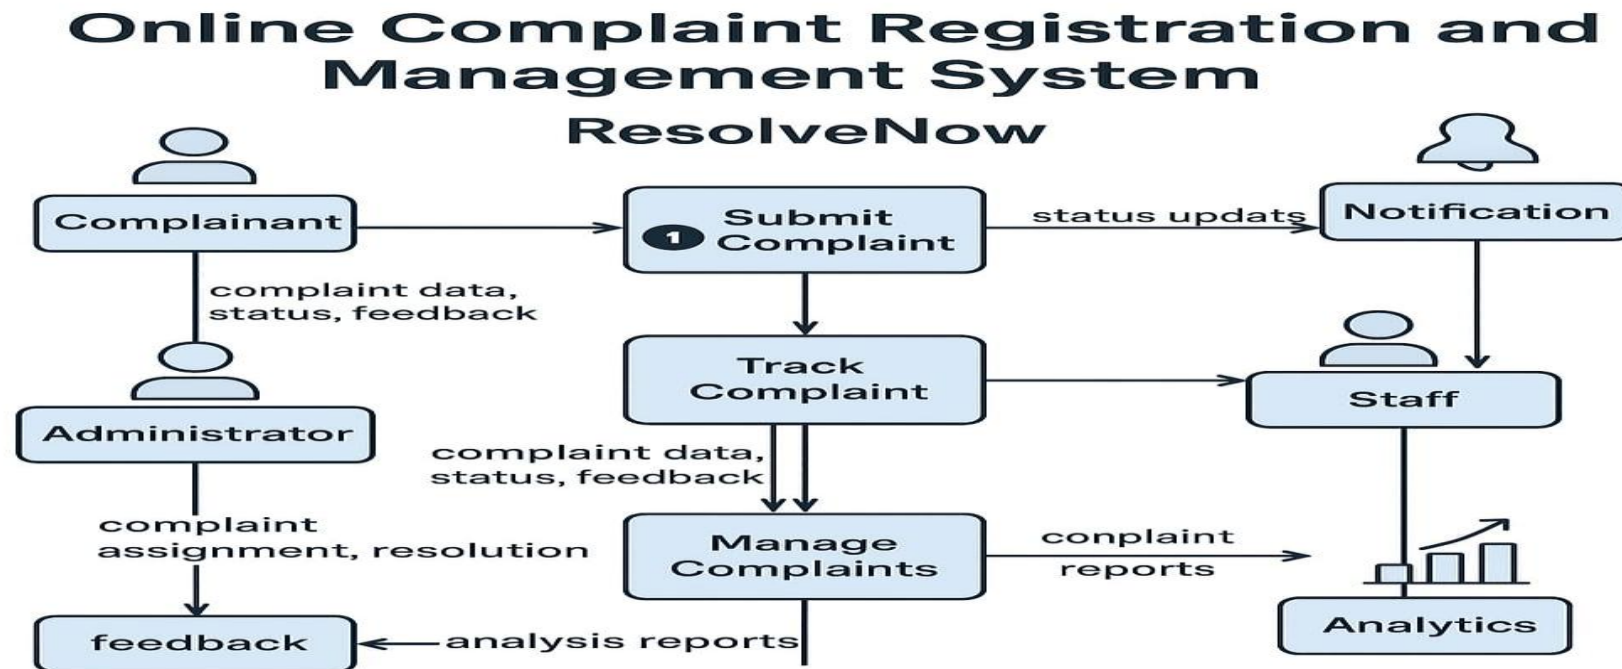 Online Complaint Registration and
Management System
ResolveNow
Complainant
1
Submit
Complaint
status updats
Notification
complaint data,
status, feedback
Track
Complaint
Staff
Administrator
complaint data,
status, feedback
complaint
assignment, resolution
Manage
Complaints
conplaint
reports
feedback
analysis reports
Analytics